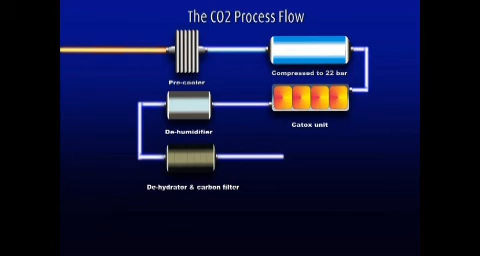 The CO2 Process Flow
Pre-cooler
Compressed to 22 bar
De-humidifier
Catox unit
De-hydrator & carbon filter